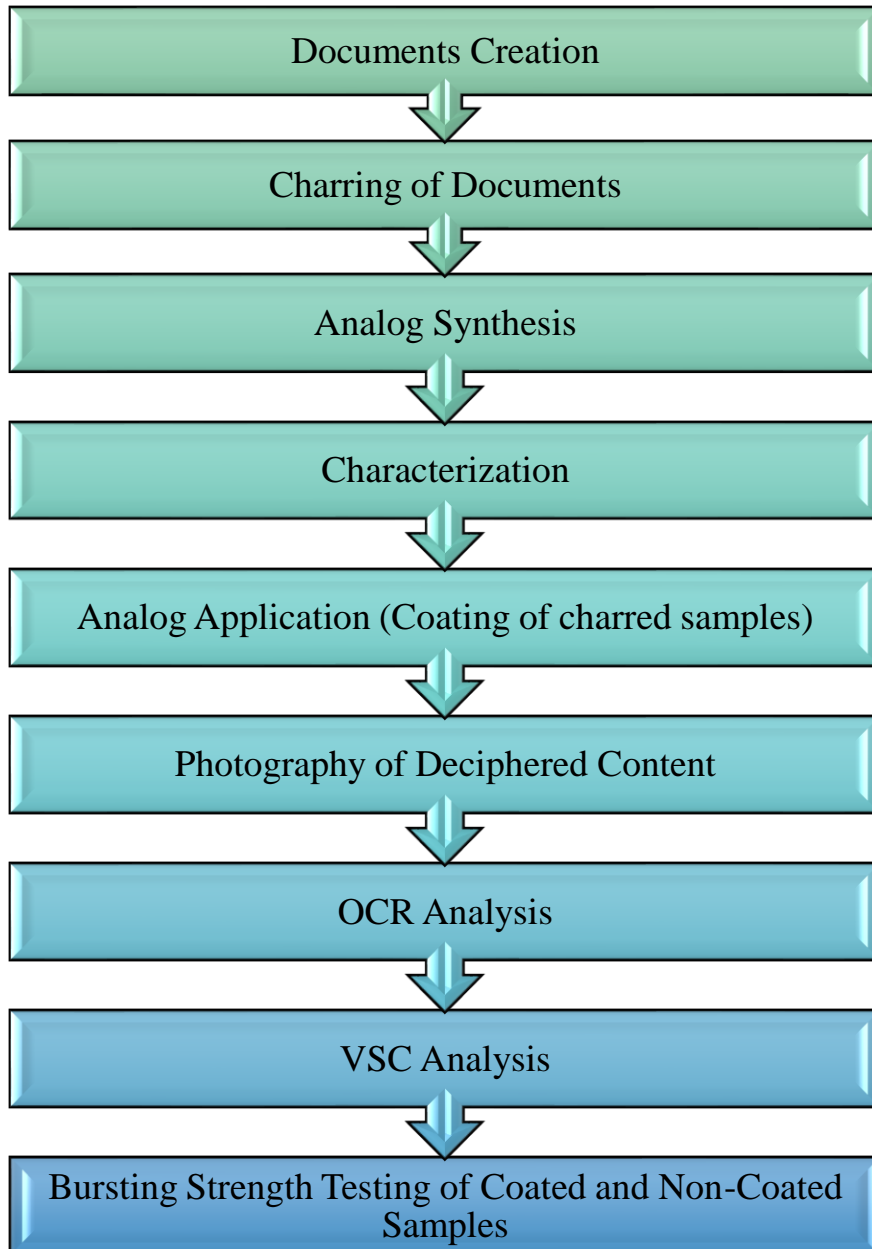 Documents Creation
Charring of Documents
Analog Synthesis
Characterization
Analog Application (Coating of charred samples)
Photography of Deciphered Content
OCR Analysis
VSC Analysis
Bursting Strength Testing of Coated and Non-Coated
Samples